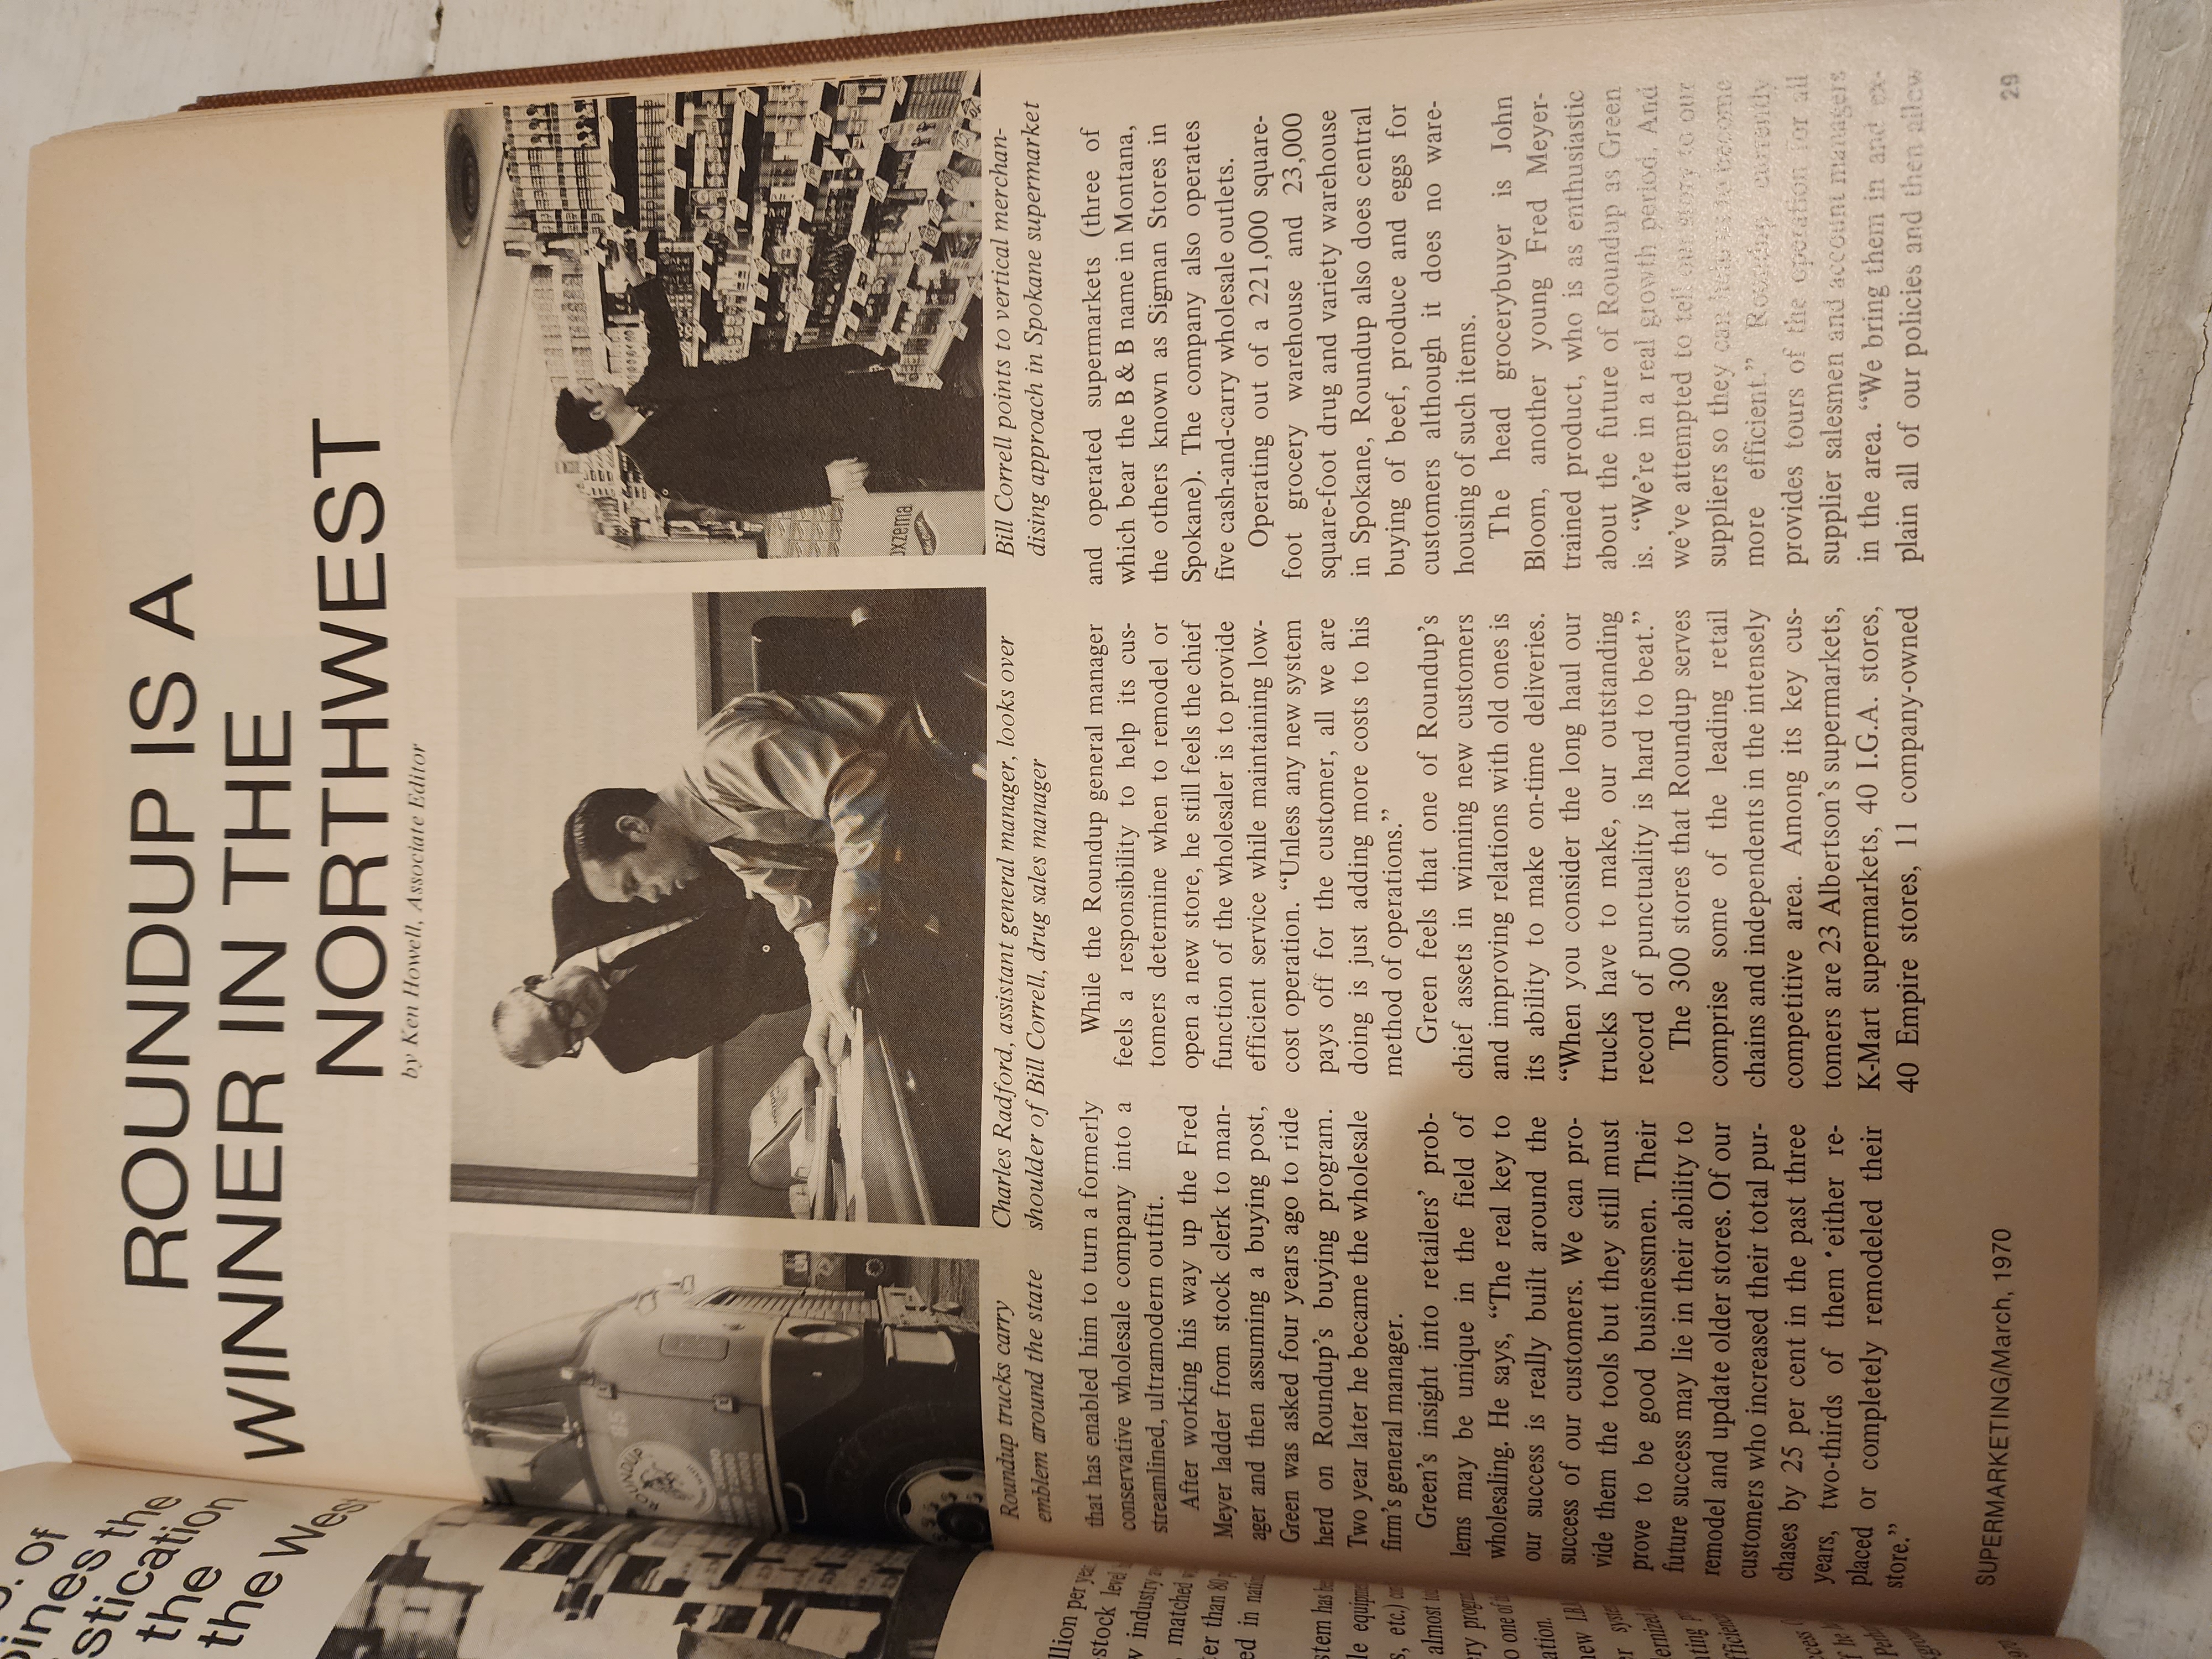 ROUNDUP IS A
WINNER IN THE
NORTHWEST
by Ken Howell, Associate Editor
ROUNDUP
85
Roundup trucks carry
emblem around the state
Charles Radford, assistant general manager, looks over
shoulder of Bill Correll, drug sales manager
Bill Correll points to vertical merchan-
dising approach in Spokane supermarket
that has enabled him to turn a formerly
conservative wholesale company into a
streamlined, ultramodern outfit.
After working his way up the Fred
Meyer ladder from stock clerk to man-
ager and then assuming a buying post,
Green was asked four years ago to ride
herd on Roundup's buying program.
Two year later he became the wholesale
firm's general manager.
Green's insight into retailers' prob-
lems may be unique in the field of
wholesaling. He says, "The real key to
our success is really built around the
success of our customers. We can pro-
vide them the tools but they still must
prove to be good businessmen. Their
future success may lie in their ability to
remodel and update older stores. Of our
customers who increased their total pur-
chases by 25 per cent in the past three
years, two-thirds of them either re-
placed or completely remodeled their
store."
While the Roundup general manager
feels a responsibility to help its cus-
tomers determine when to remodel or
open a new store, he still feels the chief
function of the wholesaler is to provide
efficient service while maintaining low-
cost operation. "Unless any new system
pays off for the customer, all we are
doing is just adding more costs to his
method of operations."
Green feels that one of Roundup's
chief assets in winning new customers
and improving relations with old ones is
its ability to make on-time deliveries.
"When you consider the long haul our
trucks have to make, our outstanding
record of punctuality is hard to beat."
The 300 stores that Roundup serves
comprise some of the leading retail
chains and independents in the intensely
competitive area. Among its key cus-
tomers are 23 Albertson's supermarkets,
K-Mart supermarkets, 40 I.G.A. stores,
40 Empire stores, 11 company-owned
and operated supermarkets (three of
which bear the B & B name in Montana,
the others known as Sigman Stores in
Spokane). The company also operates
five cash-and-carry wholesale outlets.
Operating out of a 221,000 square-
foot grocery warehouse and 23,000
square-foot drug and variety warehouse
in Spokane, Roundup also does central
buying of beef, produce and eggs for
customers although it does no ware-
housing of such items.
The head grocerybuyer is John
Bloom, another young Fred Meyer-
trained product, who is as enthusiastic
about the future of Roundup as Green
is. "We're in a real growth period. And
we've attempted to tell our story to our
suppliers so they can become
more efficient." Roundup currently
provides tours of the operation for all
supplier salesmen and account managers
in the area. "We bring them in and ex-
plain all of our policies and then allow
SUPERMARKETING/March, 1970
29
of
the
stication
the
the West